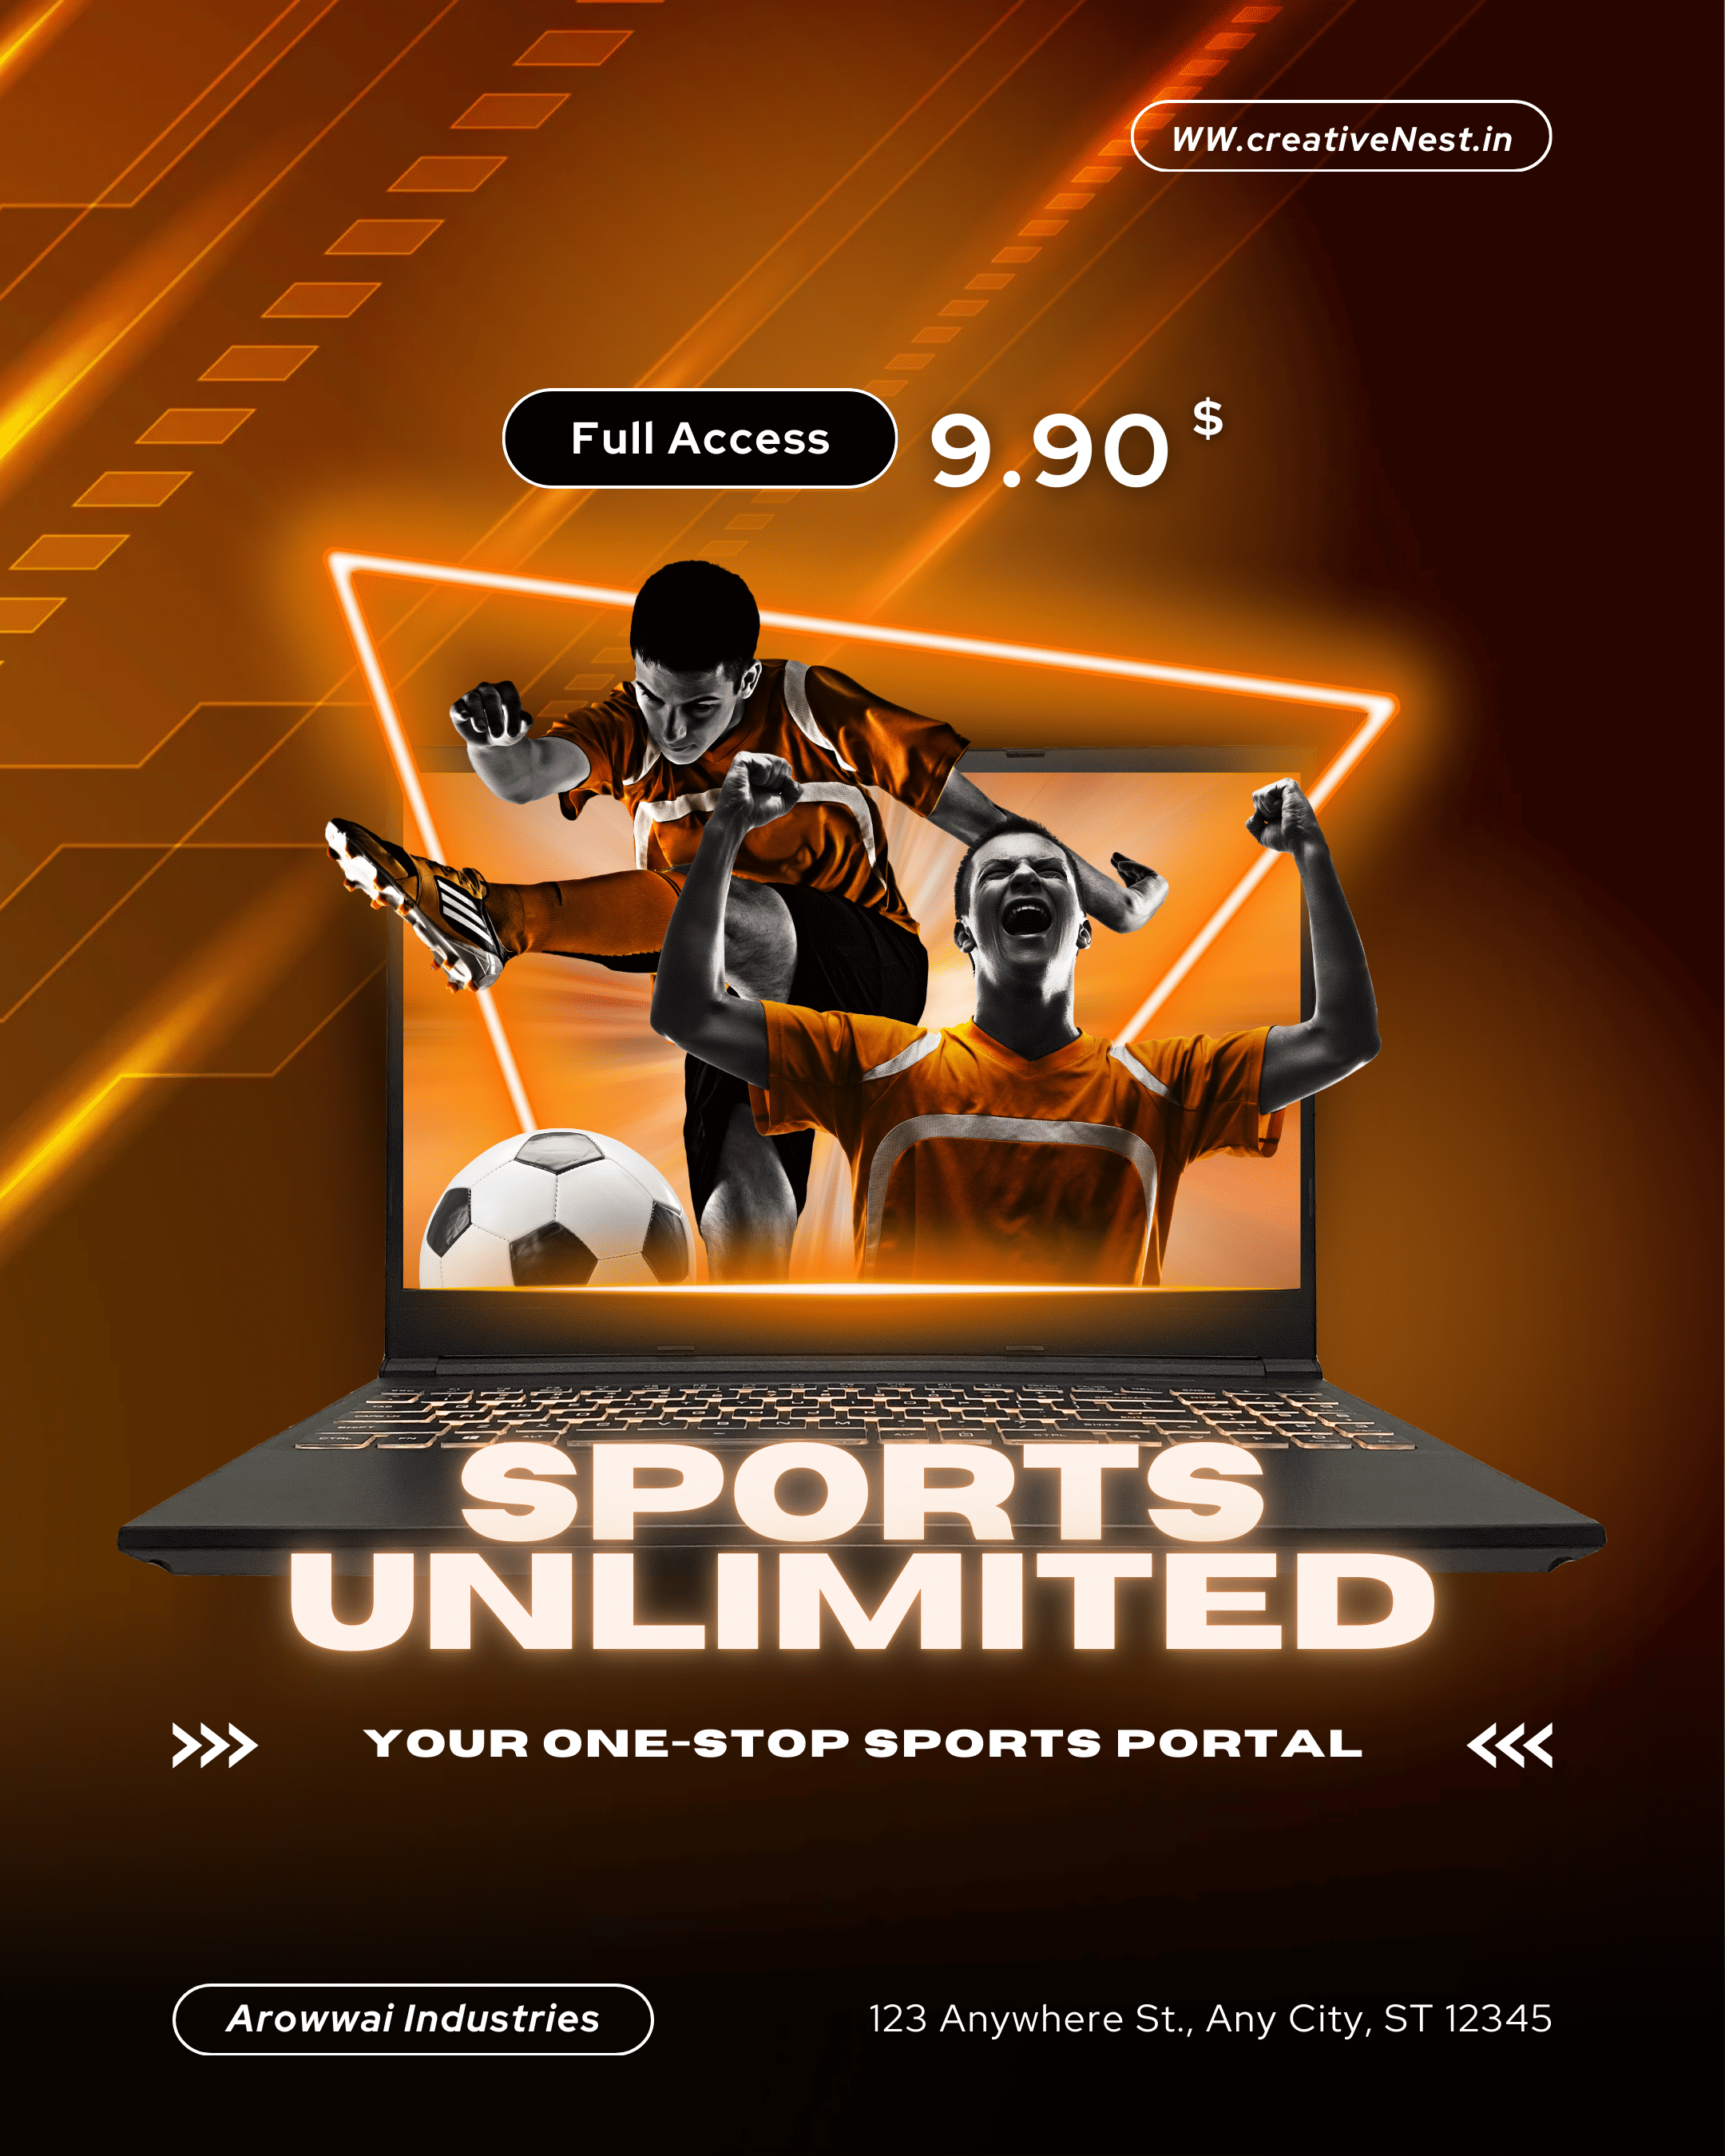 WW.creativeNest.in
Full Access 9.90 $
SPORTS
UNLIMITED
YOUR ONE-STOP SPORTS PORTAL
Arowwai Industries
123 Anywhere St., Any City, ST 12345